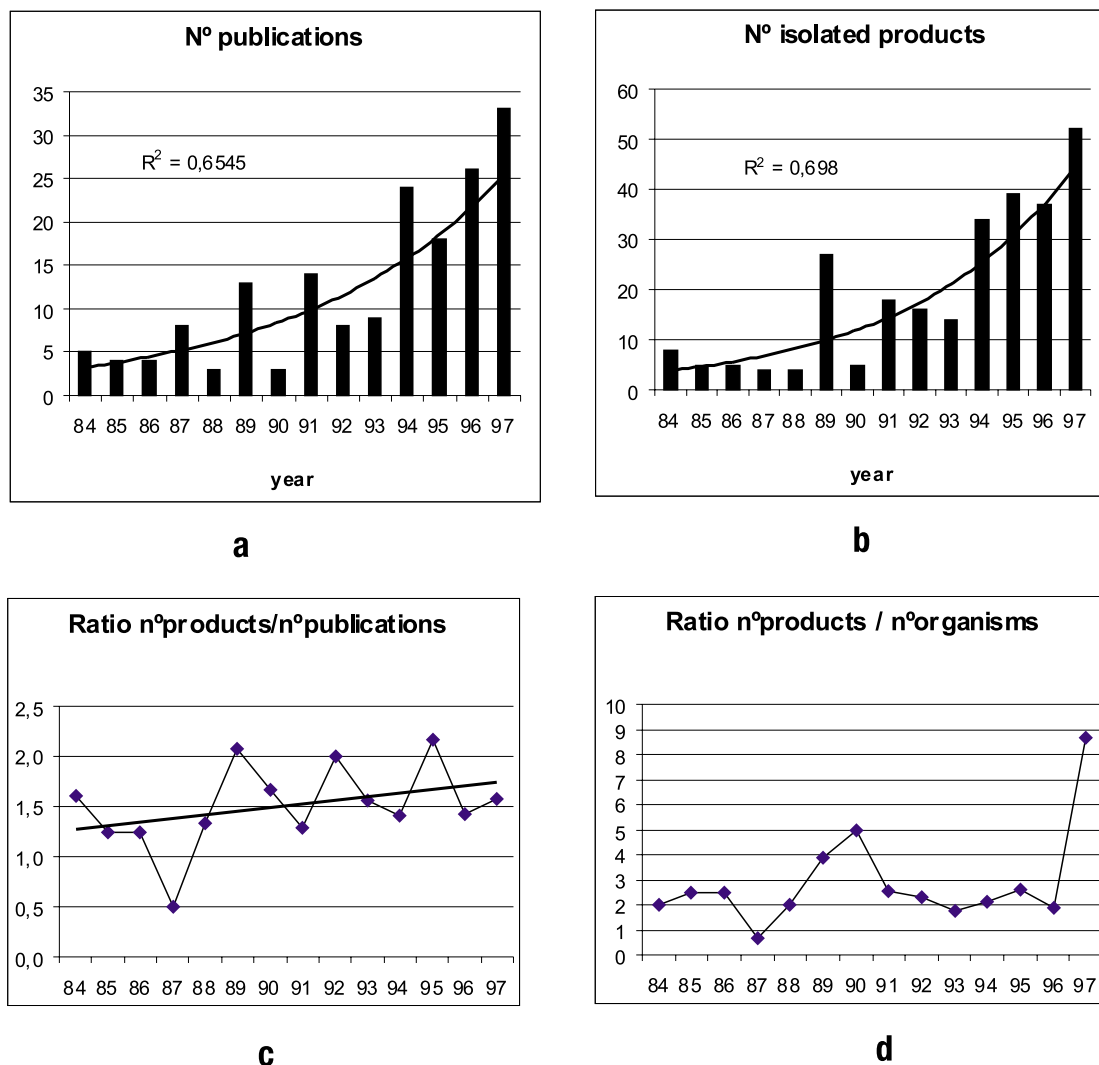 Nº publications
35
30
25
20
15
10
5
0
R² = 0,6545
84 85 86 87 88 89 90 91 92 93 94 95 96 97
year
a
Nº isolated products
60
50
40
30
20
10
0
R² = 0,698
84 85 86 87 88 89 90 91 92 93 94 95 96 97
year
b
Ratio nºproducts/nºpublications
2,5
2,0
1,5
1,0
0,5
0,0
84 85 86 87 88 89 90 91 92 93 94 95 96 97
c
Ratio nºproducts / nºorganisms
10
9
8
7
6
5
4
3
2
1
0
84 85 86 87 88 89 90 91 92 93 94 95 96 97
d